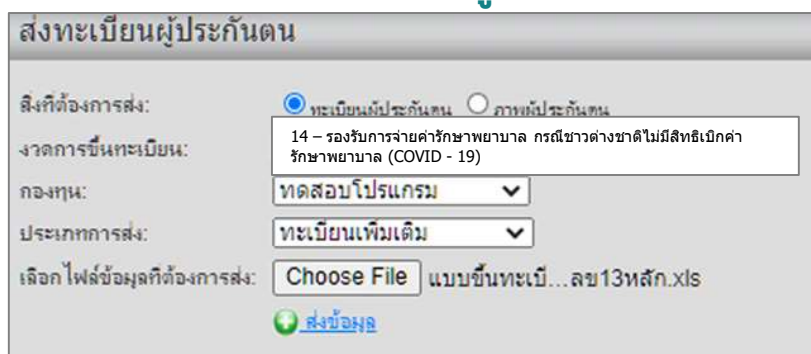 ส่งทะเบียนผู้ประกันตน
สิ่งที่ต้องการส่ง: ทะเบียนผู้ประกันตน ภาพผู้ประกันตน
14 – รองรับการจ่ายค่ารักษาพยาบาล กรณีชาวต่างชาติไม่มีสิทธิเบิกค่า
งวดการขึ้นทะเบียน:
รักษาพยาบาล (COVID - 19)
กองทุน: ทดสอบโปรแกรม
ประเภทการส่ง: ทะเบียนเพิ่มเติม
เลือกไฟล์ข้อมูลที่ต้องการส่ง: Choose File แบบขึ้นทะเบี...ลข13หลัก.xls
ส่งข้อมูล